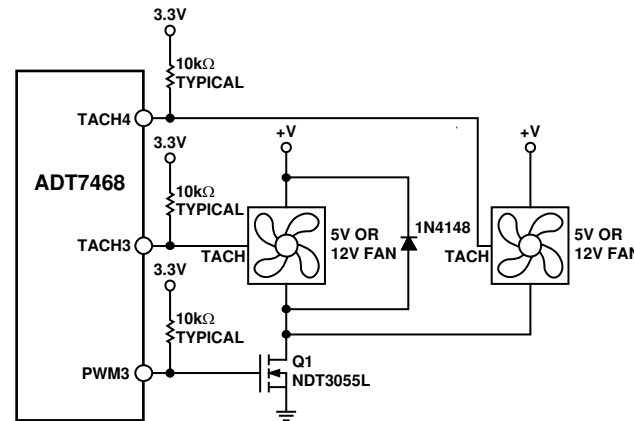 3.3V
10kΩ
TYPICAL
TACH4
3.3V
+V
+V
ADT7468
10kΩ
TYPICAL
5V OR
12V FAN
1N4148
5V OR
12V FAN
TACH3
TACH
TACH
3.3V
10kΩ
TYPICAL
Q1
NDT3055L
PWM3